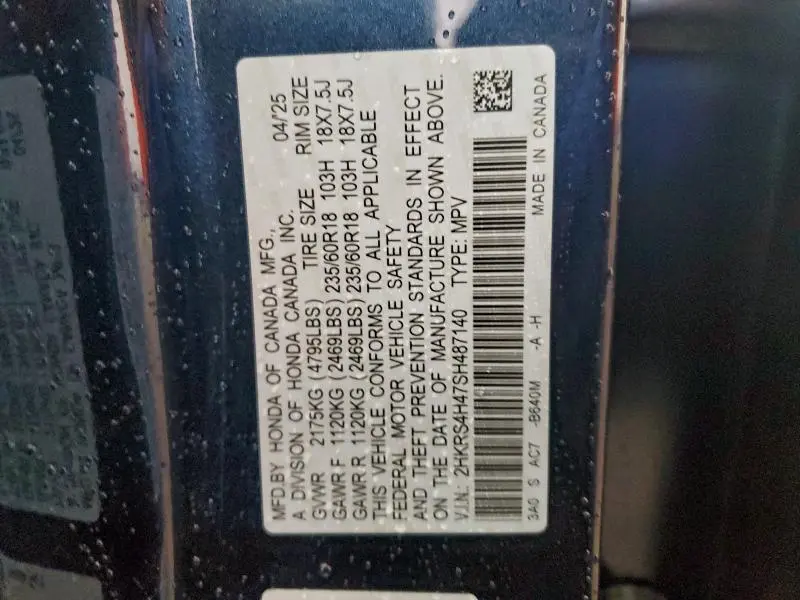 MFD.BY HONDA OF CANADA MFG., 04/'25
A DIVISION OF HONDA CANADA INC.
GVWR 2175KG (4795LBS) TIRE SIZE RIM SIZE
GAWR F 1120KG (2469LBS) 235/60R18 103H 18X7.5J
GAWR R 1120KG (2469LBS) 235/60R18 103H 18X7.5J
THIS VEHICLE CONFORMS TO ALL APPLICABLE
FEDERAL MOTOR VEHICLE SAFETY
AND THEFT PREVENTION STANDARDS IN EFFECT
ON THE DATE OF MANUFACTURE SHOWN ABOVE.
V.I.N: 2HKRS4H47SH487140 TYPE: MPV
3A0 S AC7 -B640M -A -H MADE IN CANADA